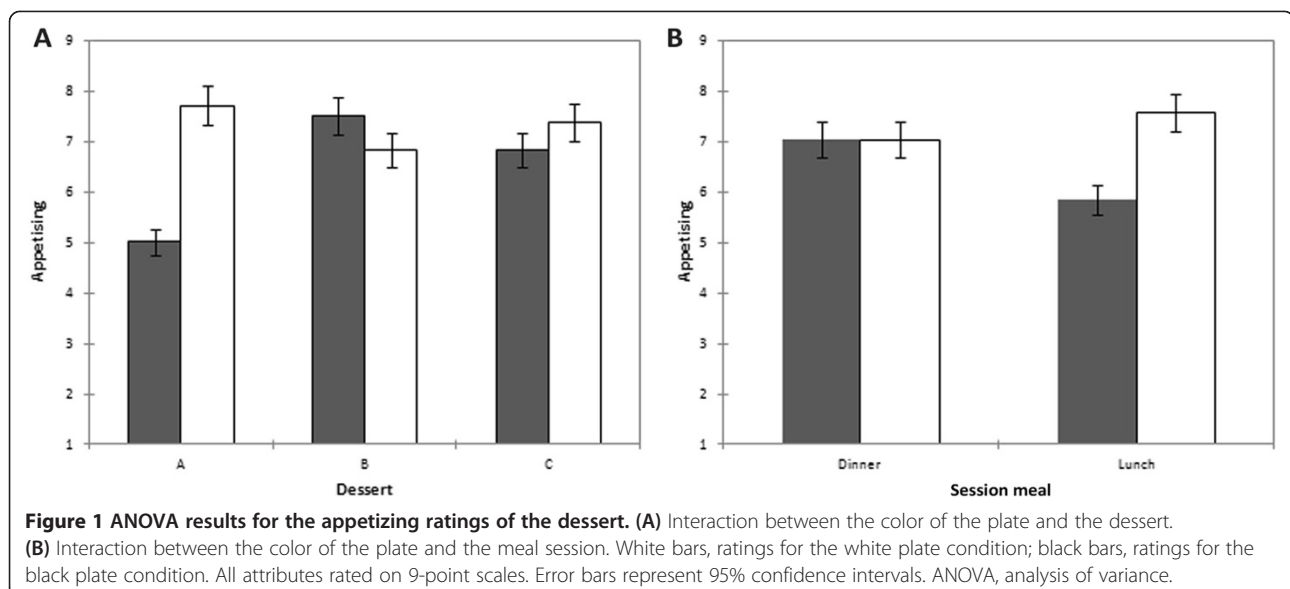 A
9
8
7
6
5
4
3
2
1
Appetising
A B C
Dessert
B
9
8
7
6
5
4
3
2
1
Appetising
Dinner Lunch
Session meal
Figure 1 ANOVA results for the appetizing ratings of the dessert. (A) Interaction between the color of the plate and the dessert.
(B) Interaction between the color of the plate and the meal session. White bars, ratings for the white plate condition; black bars, ratings for the
black plate condition. All attributes rated on 9-point scales. Error bars represent 95% confidence intervals. ANOVA, analysis of variance.